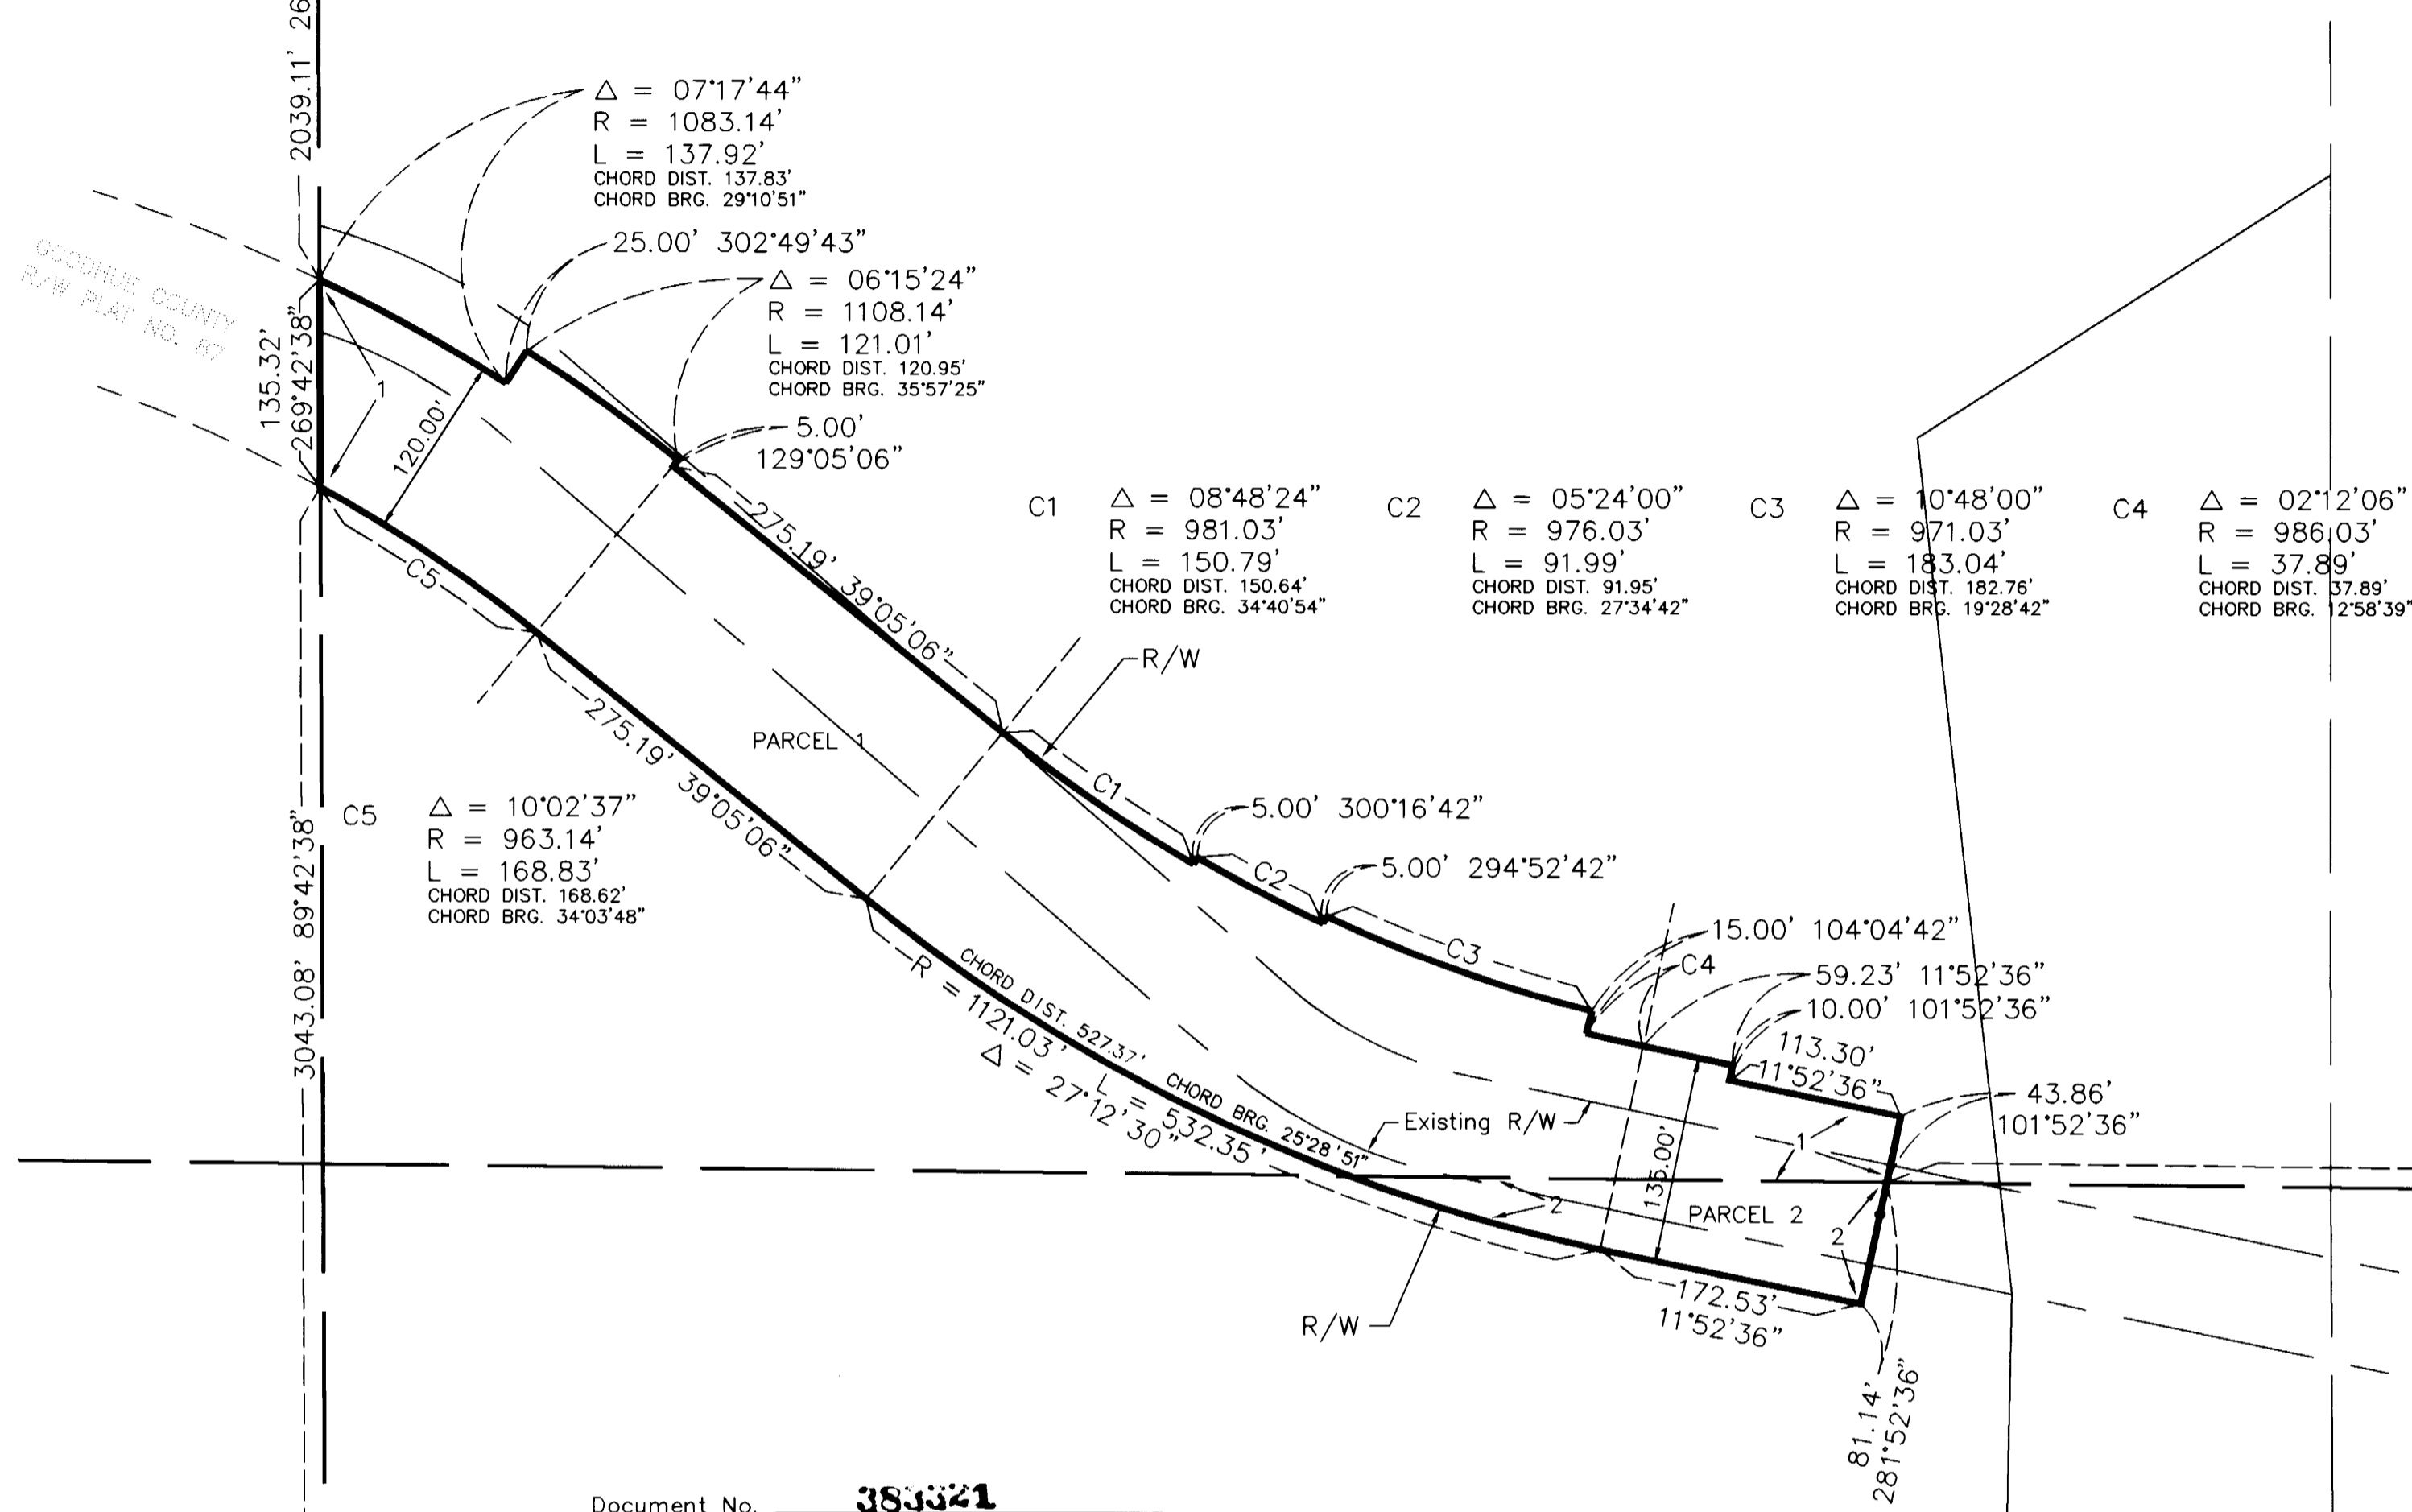 2039.11' 26
Δ = 07°17'44"
R = 1083.14'
L = 137.92'
CHORD DIST. 137.83'
CHORD BRG. 29°10'51"
25.00' 302°49'43"
Δ = 06°15'24"
R = 1108.14'
L = 121.01'
CHORD DIST. 120.95'
CHORD BRG. 35°57'25"
5.00'
129°05'06"
GOODHUE COUNTY
R/W PLAT NO. 87
135.32'
269°42'38"
1
120.00'
C5
275.19' 39°05'06"
C1
Δ = 08°48'24"
R = 981.03'
L = 150.79'
CHORD DIST. 150.64'
CHORD BRG. 34°40'54"
C2
Δ = 05°24'00"
R = 976.03'
L = 91.99'
CHORD DIST. 91.95'
CHORD BRG. 27°34'42"
C3
Δ = 10°48'00"
R = 971.03'
L = 183.04'
CHORD DIST. 182.76'
CHORD BRG. 19°28'42"
C4
Δ = 02°12'06"
R = 986.03'
L = 37.89'
CHORD DIST. 37.89'
CHORD BRG. 12°58'39"
R/W
PARCEL 1
275.19' 39°05'06"
C1
5.00' 300°16'42"
C2
5.00' 294°52'42"
C3
15.00' 104°04'42"
C4
59.23' 11°52'36"
10.00' 101°52'36"
113.30'
11°52'36"
43.86'
101°52'36"
C5
Δ = 10°02'37"
R = 963.14'
L = 168.83'
CHORD DIST. 168.62'
CHORD BRG. 34°03'48"
3043.08' 89°42'38"
CHORD DIST. 527.37' CHORD BRG. 25°28'51"
R = 1121.03' L = 532.35'
Δ = 27°12'30"
Existing R/W
135.00'
1
2
PARCEL 2
2
R/W
172.53'
11°52'36"
81.14'
281°52'36"
Document No. 383321